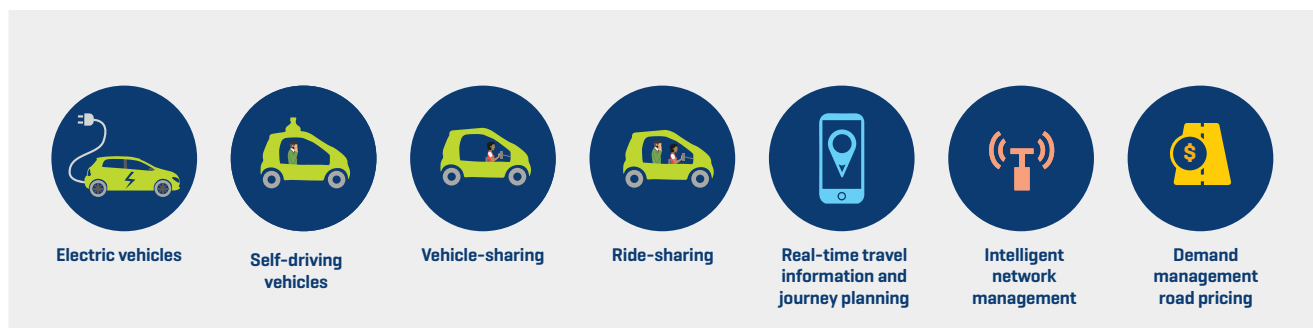 Electric vehicles
Self-driving
vehicles
Vehicle-sharing
Ride-sharing
Real-time travel
information and
journey planning
Intelligent
network
management
$
Demand
management
road pricing